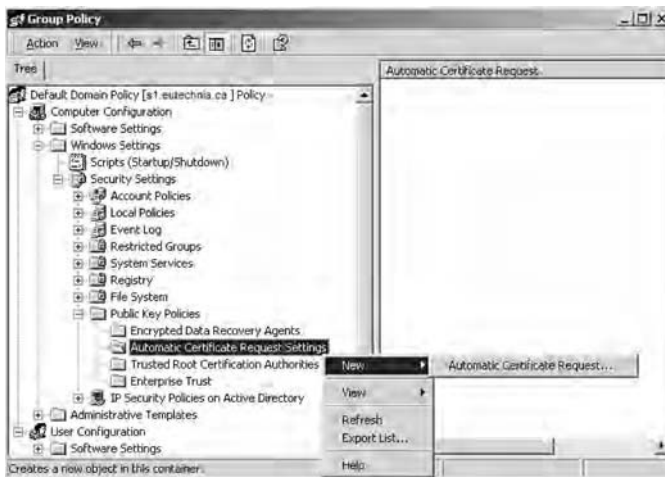 Group Policy
Action View
Tree
Automatic Certificate Request
Default Domain Policy [s1.eutechnia.ca ] Policy
Computer Configuration
Software Settings
Windows Settings
Scripts (Startup/Shutdown)
Security Settings
Account Policies
Local Policies
Event Log
Restricted Groups
System Services
Registry
File System
Public Key Policies
Encrypted Data Recovery Agents
Automatic Certificate Request Settings
Trusted Root Certification Authorities
Enterprise Trust
IP Security Policies on Active Directory
Administrative Templates
User Configuration
Software Settings
New
Automatic Certificate Request...
View
Refresh
Export List...
Help
Creates a new object in this container.